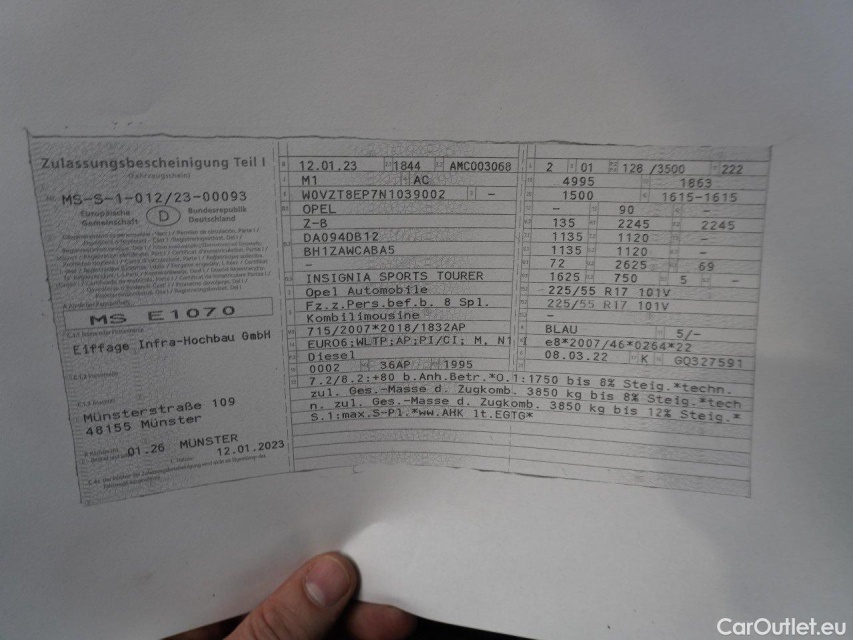 Zulassungsbescheinigung Teil I
(Fahrzeugschein)
Nr. MS-S-1-012/23-00093
Europäische Gemeinschaft D Bundesrepublik Deutschland
MS E1070
Eiffage Infra-Hochbau GmbH
Münsterstraße 109
48155 Münster
01.26 MÜNSTER
12.01.2023
12.01.23 1844 AMC003068
M1 AC
W0VZT8EP7N1039002 –
OPEL
Z-B
DA094DB12
BH1ZAWCABA5
–
INSIGNIA SPORTS TOURER
Opel Automobile
Fz.z.Pers.bef.b. 8 Spl.
Kombilimousine
715/2007*2018/1832AP
EURO6;WLTP;AP;PI/CI; M, N1
Diesel
0002 36AP 1995
2 01 128 /3500 222
4995 1863
1500 1615-1615
– 90 –
135 2245 2245
1135 1120 –
1135 1120 –
72 2625 69
1625 750 5 –
225/55 R17 101V
225/55 R17 101V
–
BLAU 5/–
e8*2007/46*0264*22
08.03.22 K GQ327591
7.2/8.2:+80 b.Anh.Betr.*O.1:1750 bis 8% Steig.*techn.
zul. Ges.-Masse d. Zugkomb. 3850 kg bis 8% Steig.*tech
n. zul. Ges.-Masse d. Zugkomb. 3850 kg bis 12% Steig.*
S.1:max.S-Pl.*ww.AHK lt.EGTG*
CarOutlet.eu